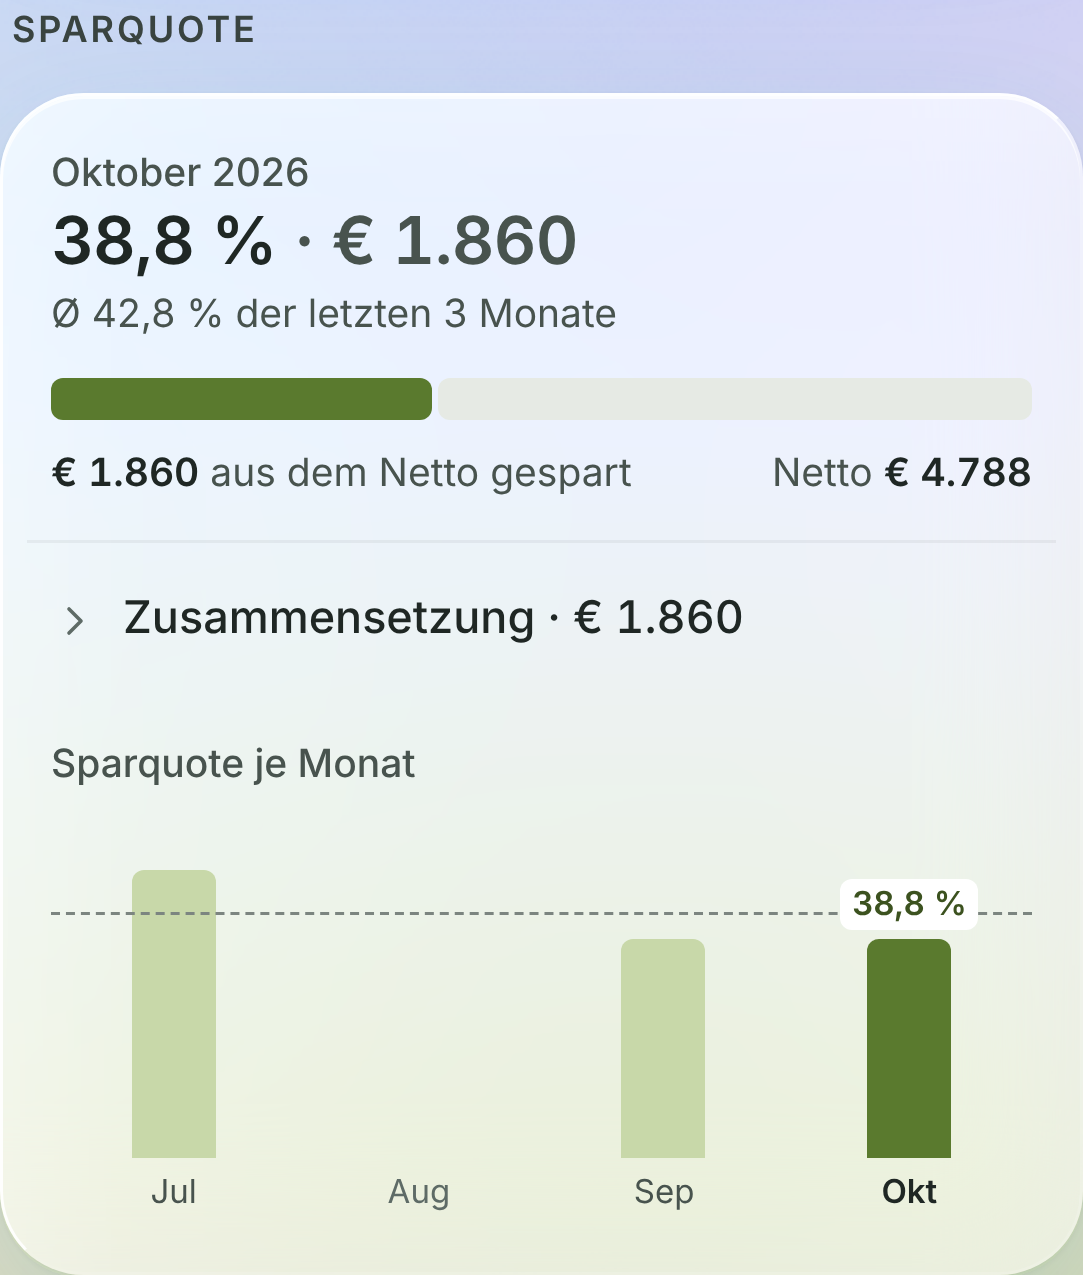 SPARQUOTE
Oktober 2026
38,8 % · € 1.860
Ø 42,8 % der letzten 3 Monate
€ 1.860 aus dem Netto gespart Netto € 4.788
Zusammensetzung · € 1.860
Sparquote je Monat
38,8 %
Jul Aug Sep Okt